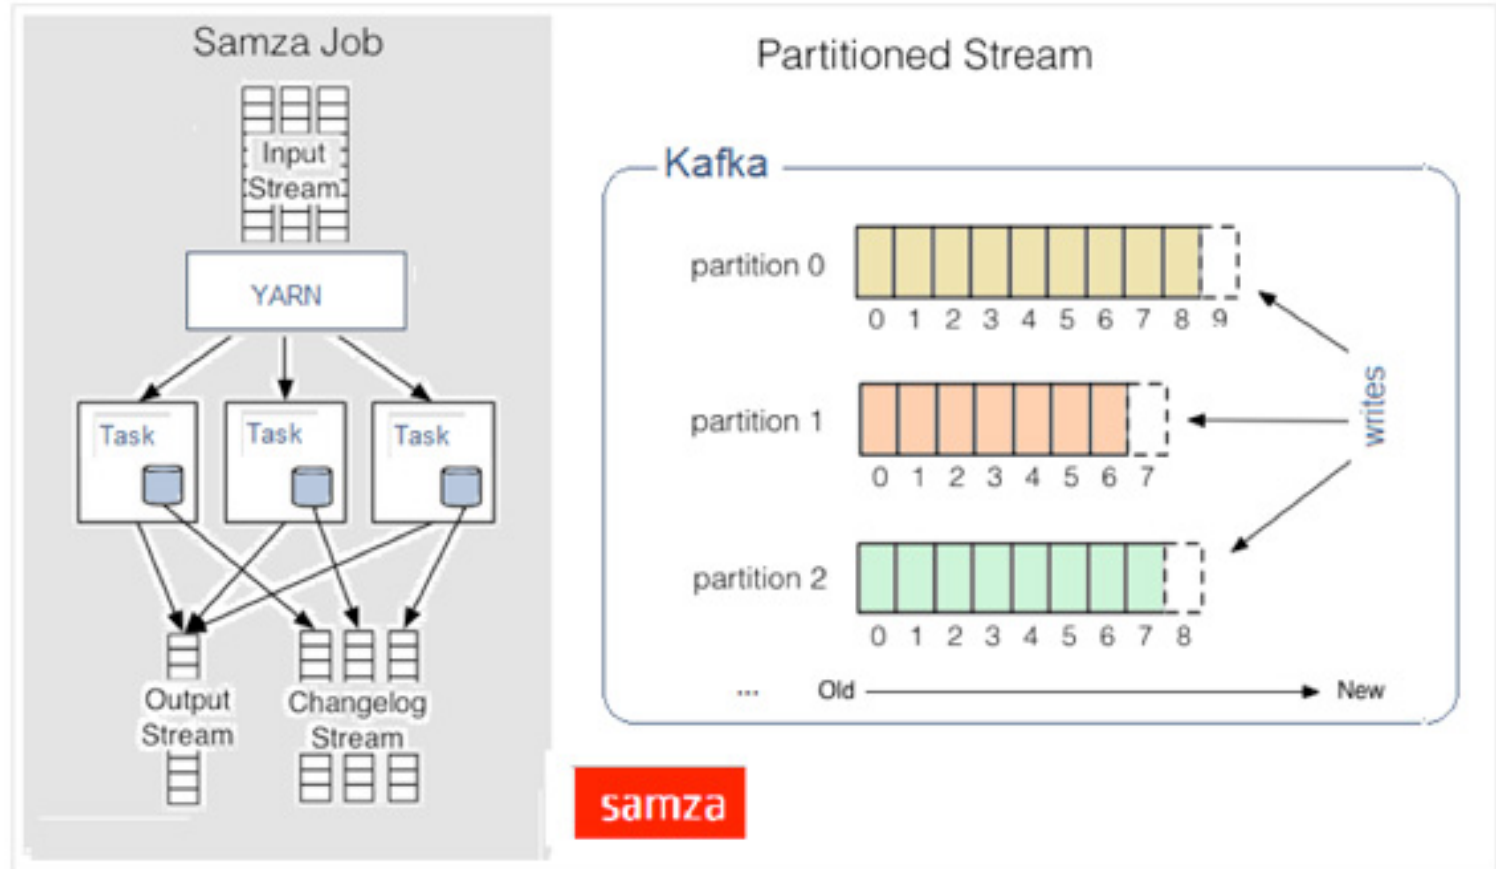 Samza Job
Input
Stream
YARN
Task
Task
Task
Output
Stream
Changelog
Stream
Partitioned Stream
Kafka
partition 0
0 1 2 3 4 5 6 7 8 9
partition 1
0 1 2 3 4 5 6 7
partition 2
0 1 2 3 4 5 6 7 8
writes
... Old New
samza